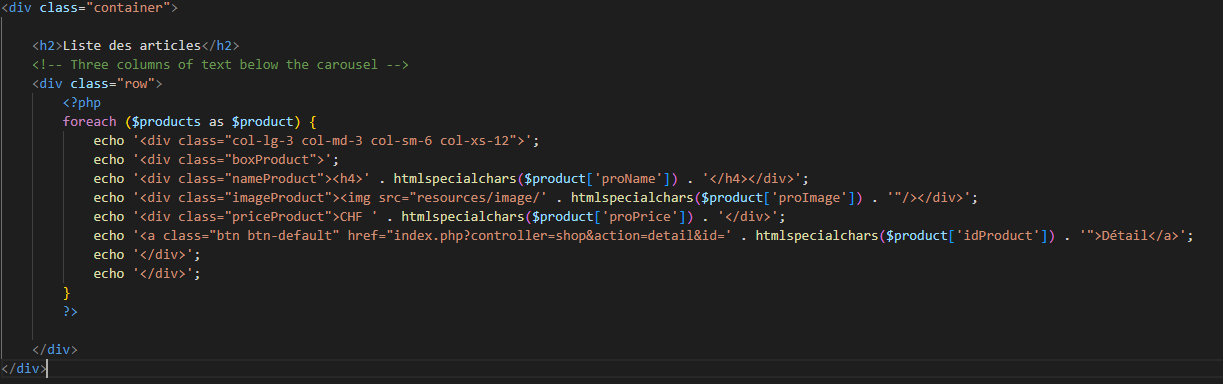 <div class="container">
<h2>Liste des articles</h2>
<!-- Three columns of text below the carousel -->
<div class="row">
<?php
foreach ($products as $product) {
echo '<div class="col-lg-3 col-md-3 col-sm-6 col-xs-12">';
echo '<div class="boxProduct">';
echo '<div class="nameProduct"><h4>' . htmlspecialchars($product['proName']) . '</h4></div>';
echo '<div class="imageProduct"><img src="resources/image/' . htmlspecialchars($product['proImage']) . '"/></div>';
echo '<div class="priceProduct">CHF ' . htmlspecialchars($product['proPrice']) . '</div>';
echo '<a class="btn btn-default" href="index.php?controller=shop&action=detail&id=' . htmlspecialchars($product['idProduct']) . '">Détail</a>';
echo '</div>';
echo '</div>';
}
?>
</div>
</div>